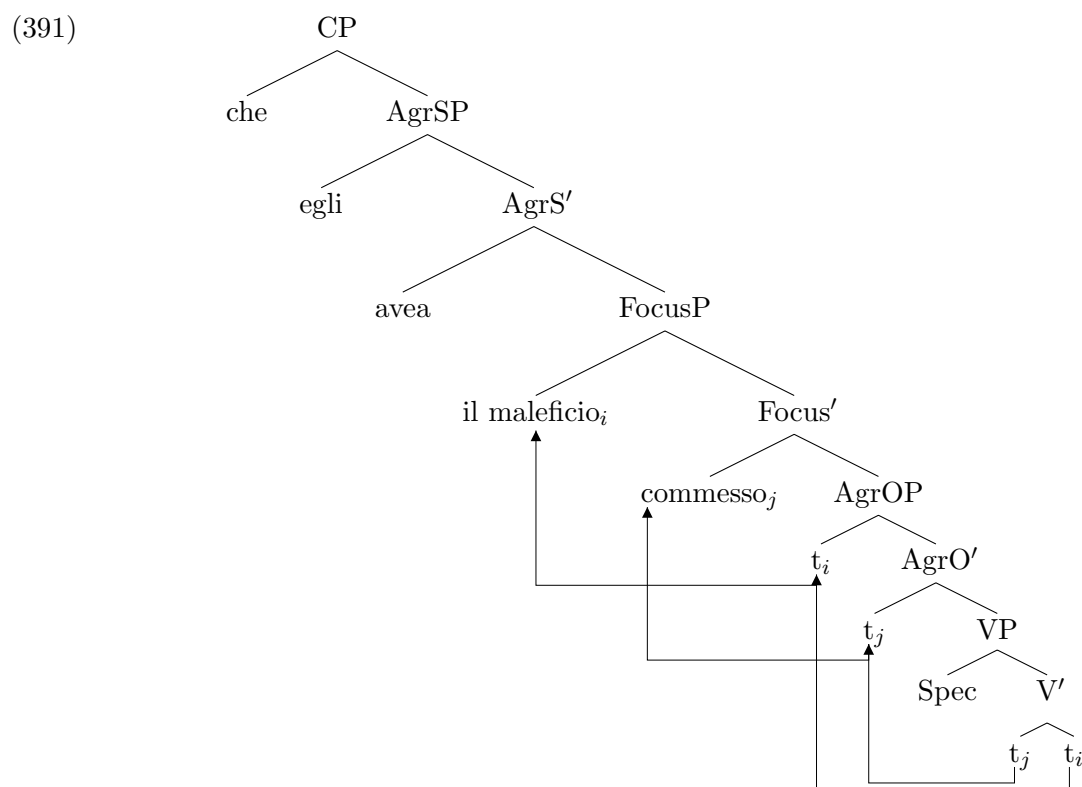 (391) CP
che AgrSP
egli AgrS′
avea FocusP
il maleficioᵢ Focus′
commessoⱼ AgrOP
tᵢ AgrO′
tⱼ VP
Spec V′
tⱼ tᵢ